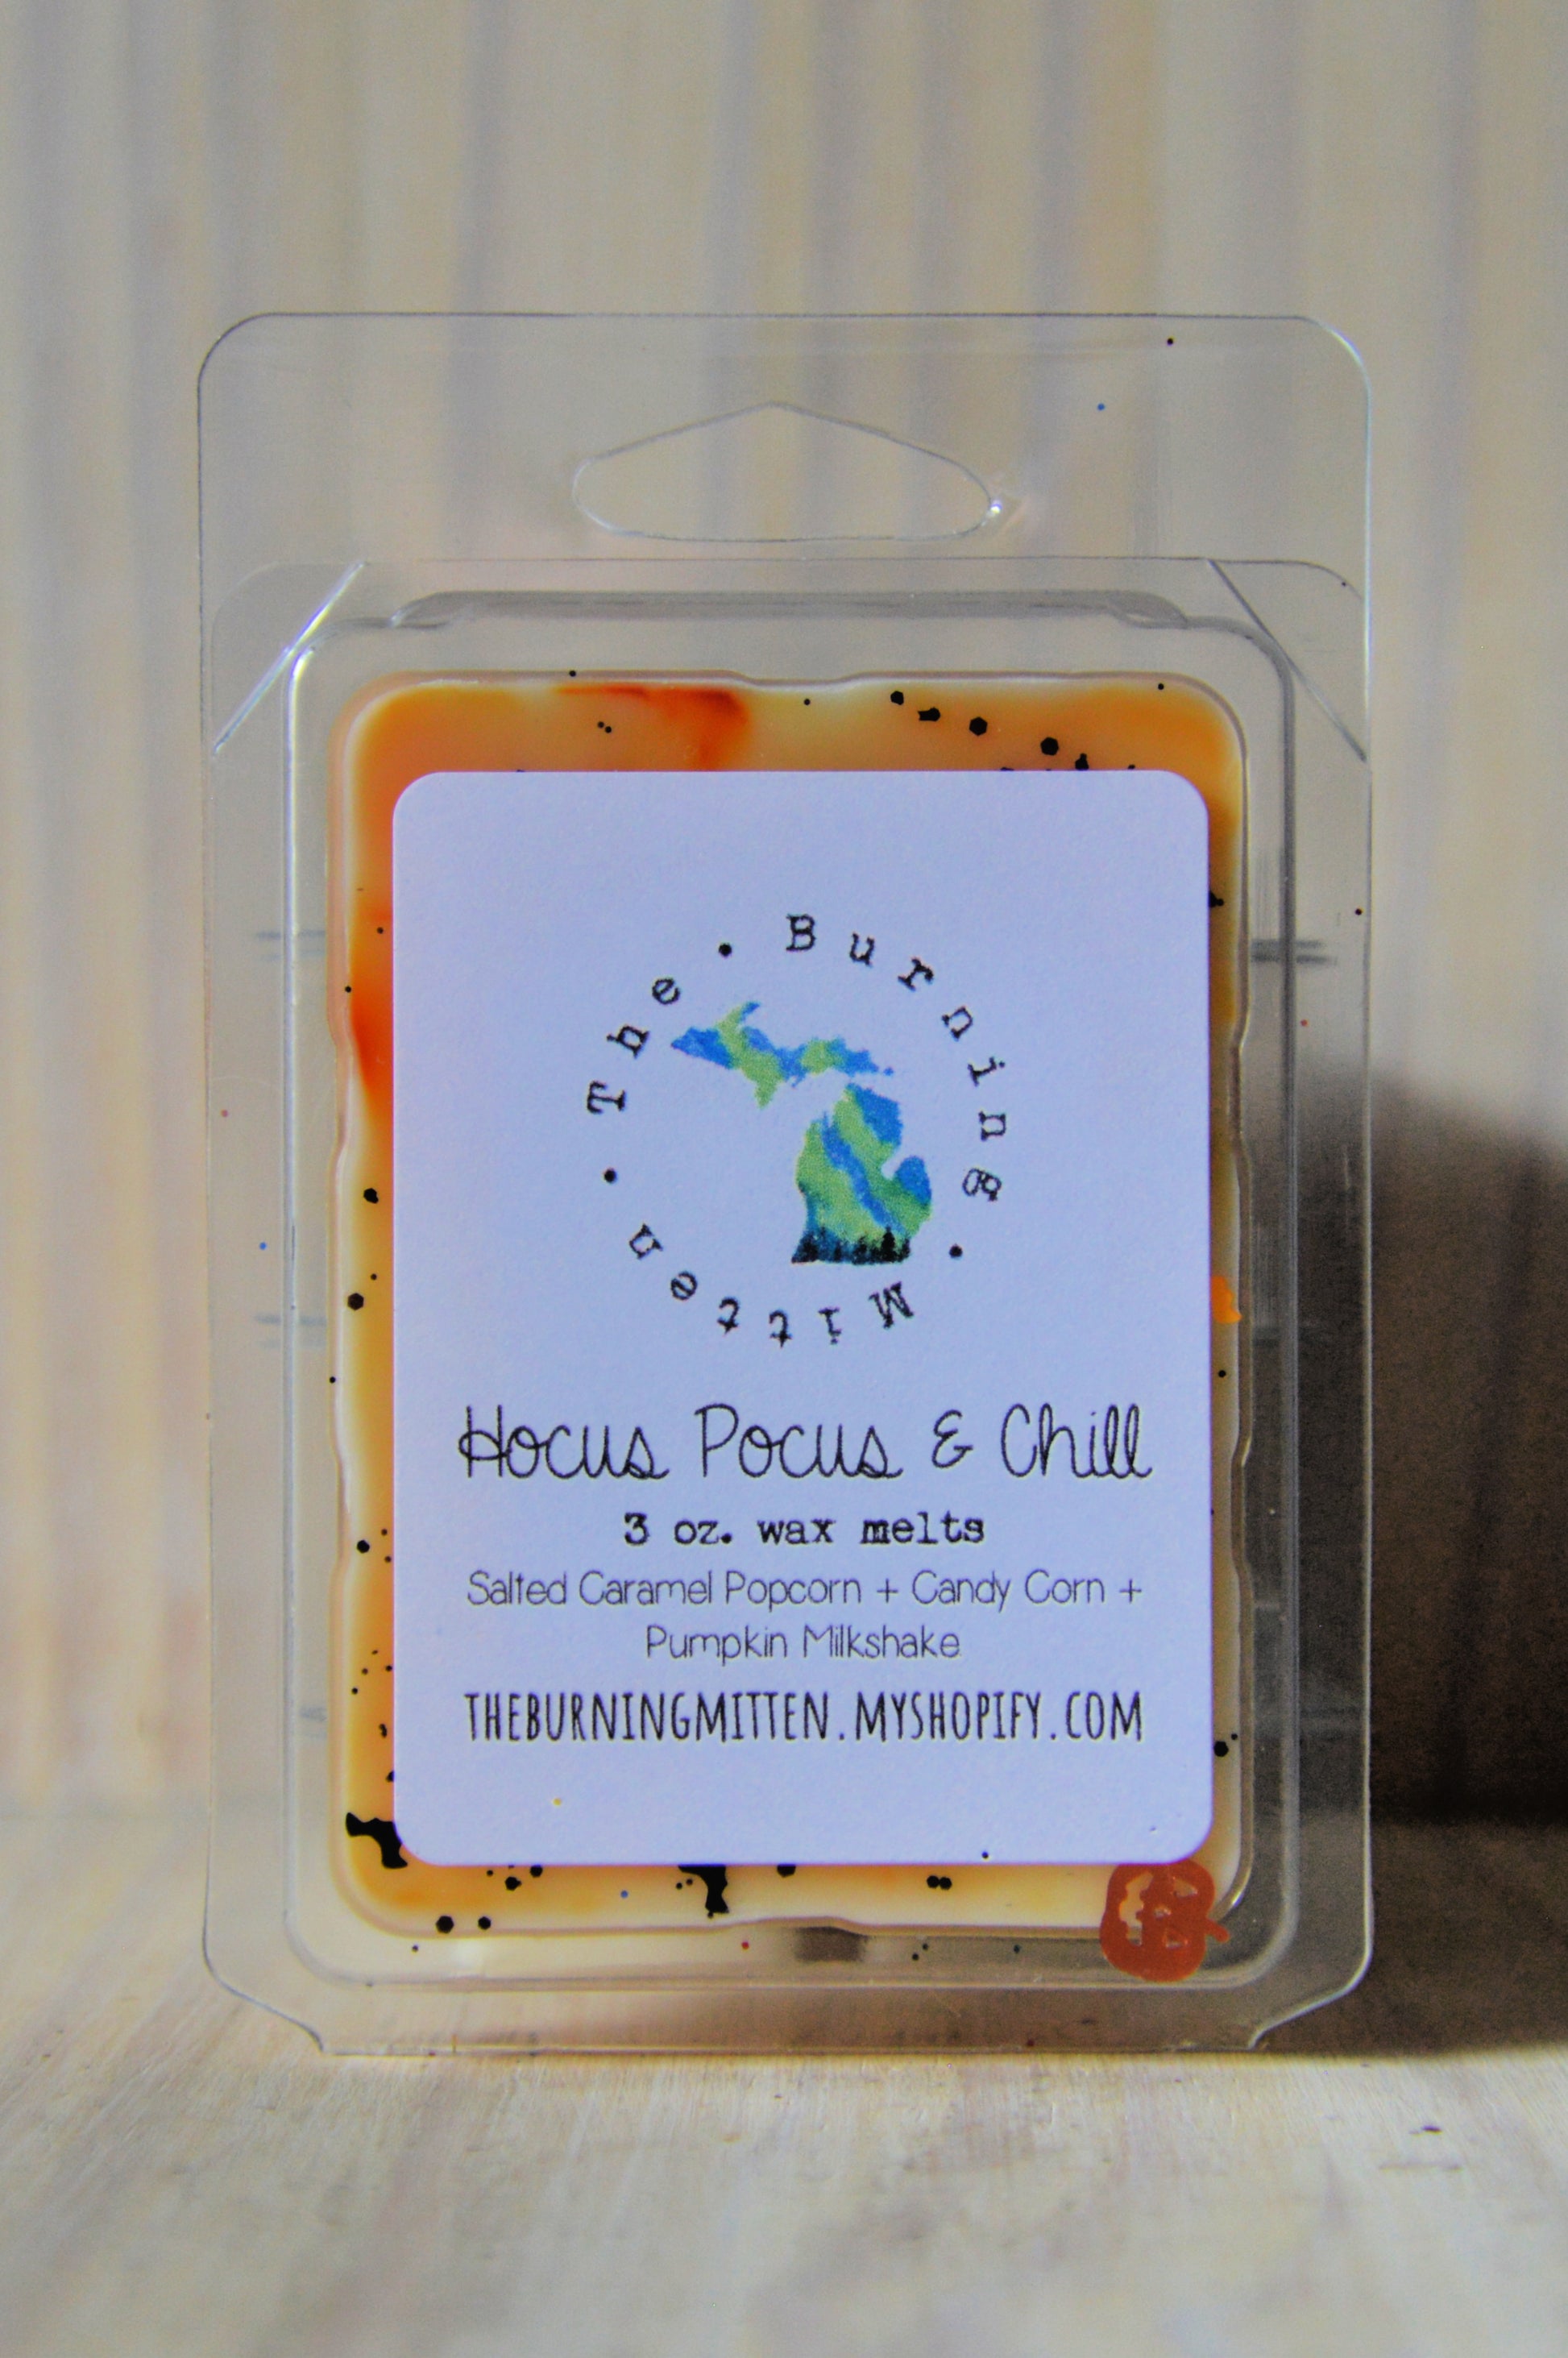 The . Burning . Mitten .
Hocus Pocus & Chill
3 oz. wax melts
Salted Caramel Popcorn + Candy Corn +
Pumpkin Milkshake
THEBURNINGMITTEN.MYSHOPIFY.COM